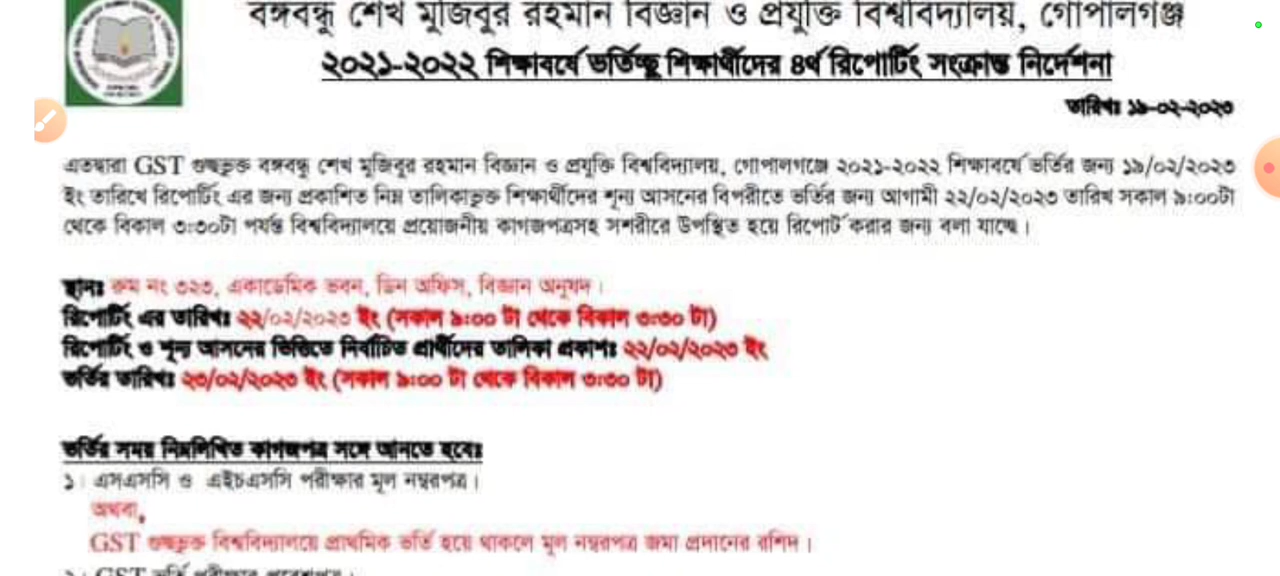 বঙ্গবন্ধু শেখ মুজিবুর রহমান বিজ্ঞান ও প্রযুক্তি বিশ্ববিদ্যালয়, গোপালগঞ্জ
২০২১-২০২২ শিক্ষাবর্ষে ভর্তিচ্ছু শিক্ষার্থীদের ৪র্থ রিপোর্টিং সংক্রান্ত নির্দেশনা
তারিখঃ ১৯-০২-২০২৩
এতদ্বারা GST গুচ্ছভুক্ত বঙ্গবন্ধু শেখ মুজিবুর রহমান বিজ্ঞান ও প্রযুক্তি বিশ্ববিদ্যালয়, গোপালগঞ্জে ২০২১-২০২২ শিক্ষাবর্ষে ভর্তির জন্য ১৯/০২/২০২৩
ইং তারিখে রিপোর্টিং এর জন্য প্রকাশিত নিম্ন তালিকাভুক্ত শিক্ষার্থীদের শূন্য আসনের বিপরীতে ভর্তির জন্য আগামী ২২/০২/২০২৩ তারিখ সকাল ৯:০০টা
থেকে বিকাল ৩:৩০টা পর্যন্ত বিশ্ববিদ্যালয়ে প্রয়োজনীয় কাগজপত্রসহ সশরীরে উপস্থিত হয়ে রিপোর্ট করার জন্য বলা যাচ্ছে।
স্থানঃ রুম নং ৩২৩, একাডেমিক ভবন, ডিন অফিস, বিজ্ঞান অনুষদ।
রিপোর্টিং এর তারিখঃ ২২/০২/২০২৩ ইং (সকাল ৯:০০ টা থেকে বিকাল ৩:৩০ টা)
রিপোর্টিং ও শূন্য আসনের ভিত্তিতে নির্বাচিত প্রার্থীদের তালিকা প্রকাশঃ ২২/০২/২০২৩ ইং
ভর্তির তারিখঃ ২৩/০২/২০২৩ ইং (সকাল ৯:০০ টা থেকে বিকাল ৩:৩০ টা)
ভর্তির সময় নিম্নলিখিত কাগজপত্র সঙ্গে আনতে হবেঃ
১। এসএসসি ও এইচএসসি পরীক্ষার মূল নম্বরপত্র।
অথবা,
GST গুচ্ছভুক্ত বিশ্ববিদ্যালয়ে প্রাথমিক ভর্তি হয়ে থাকলে মূল নম্বরপত্র জমা প্রদানের রশিদ।
২। GST ভর্তি পরীক্ষার প্রবেশপত্র।